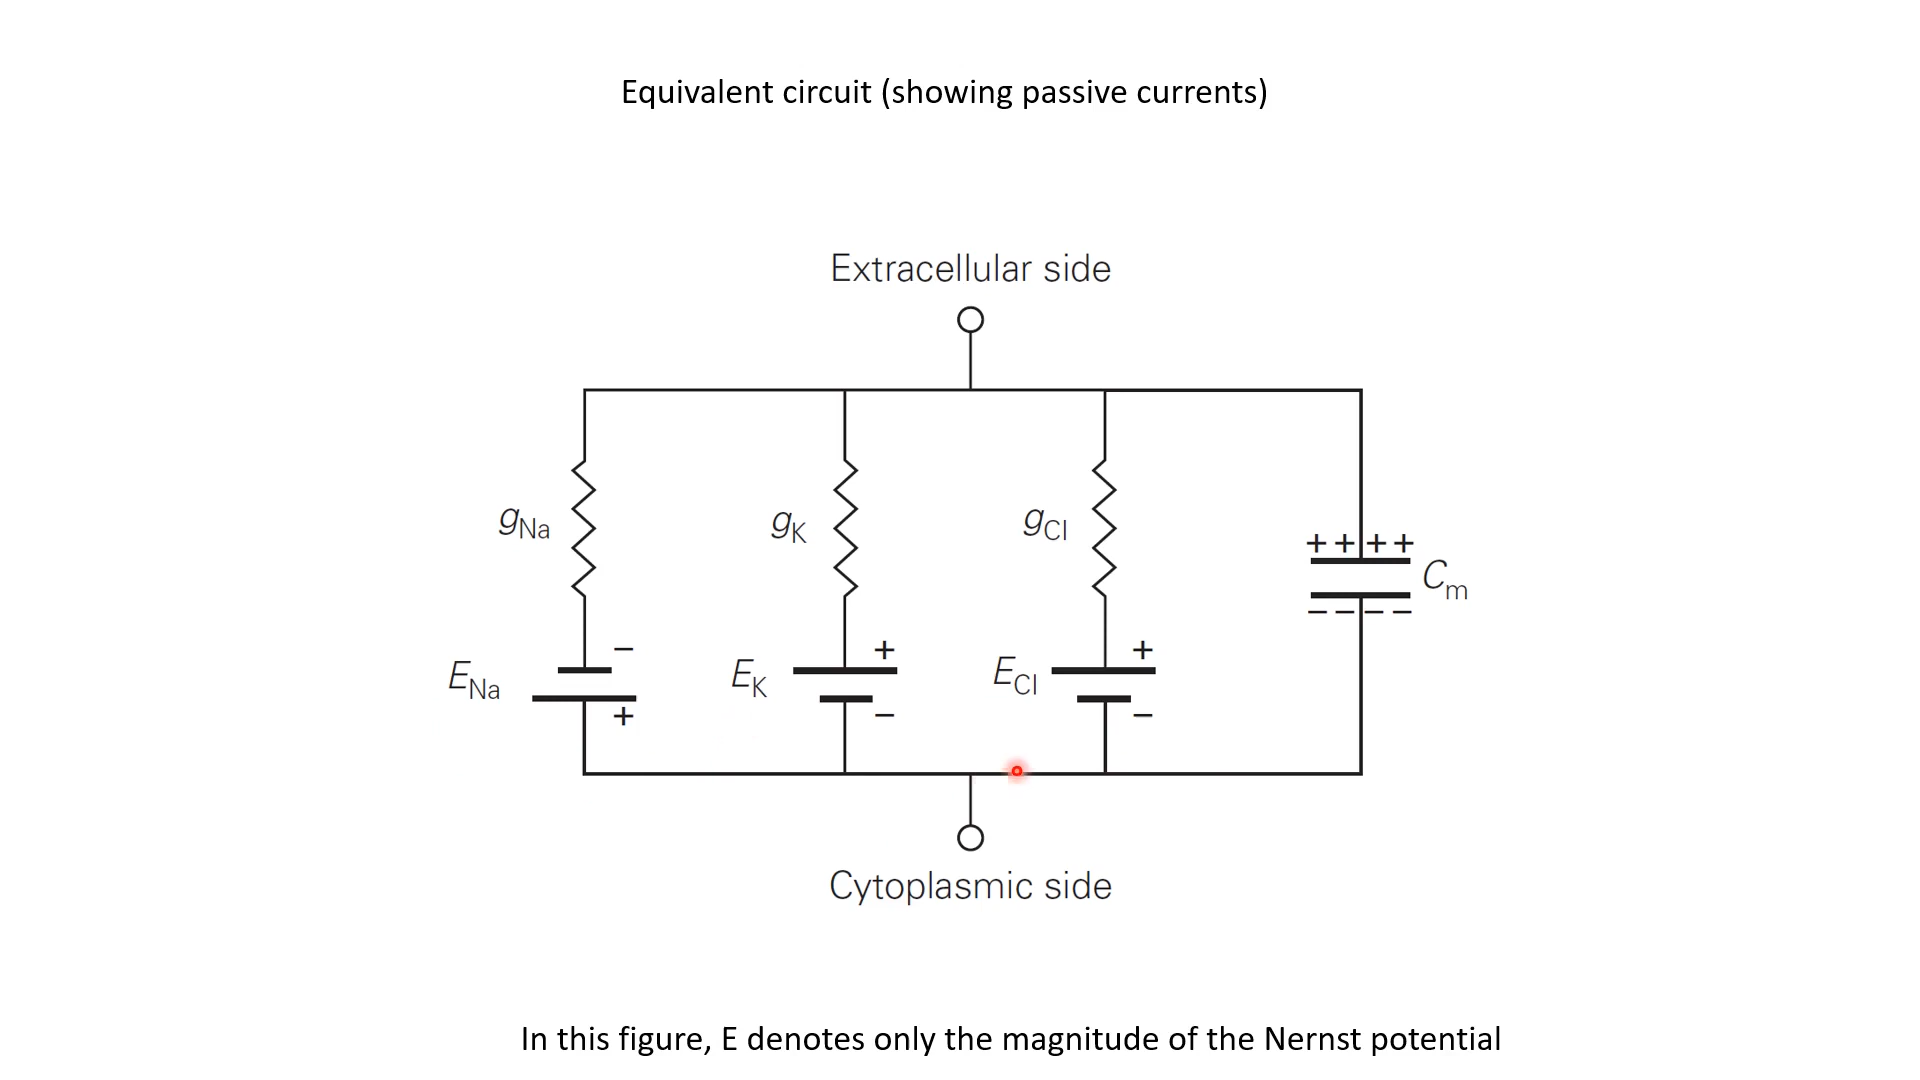 Equivalent circuit (showing passive currents)
Extracellular side
gNa
gK
gCl
++++
Cm
----
ENa
-
+
EK
+
-
ECl
+
-
Cytoplasmic side
In this figure, E denotes only the magnitude of the Nernst potential